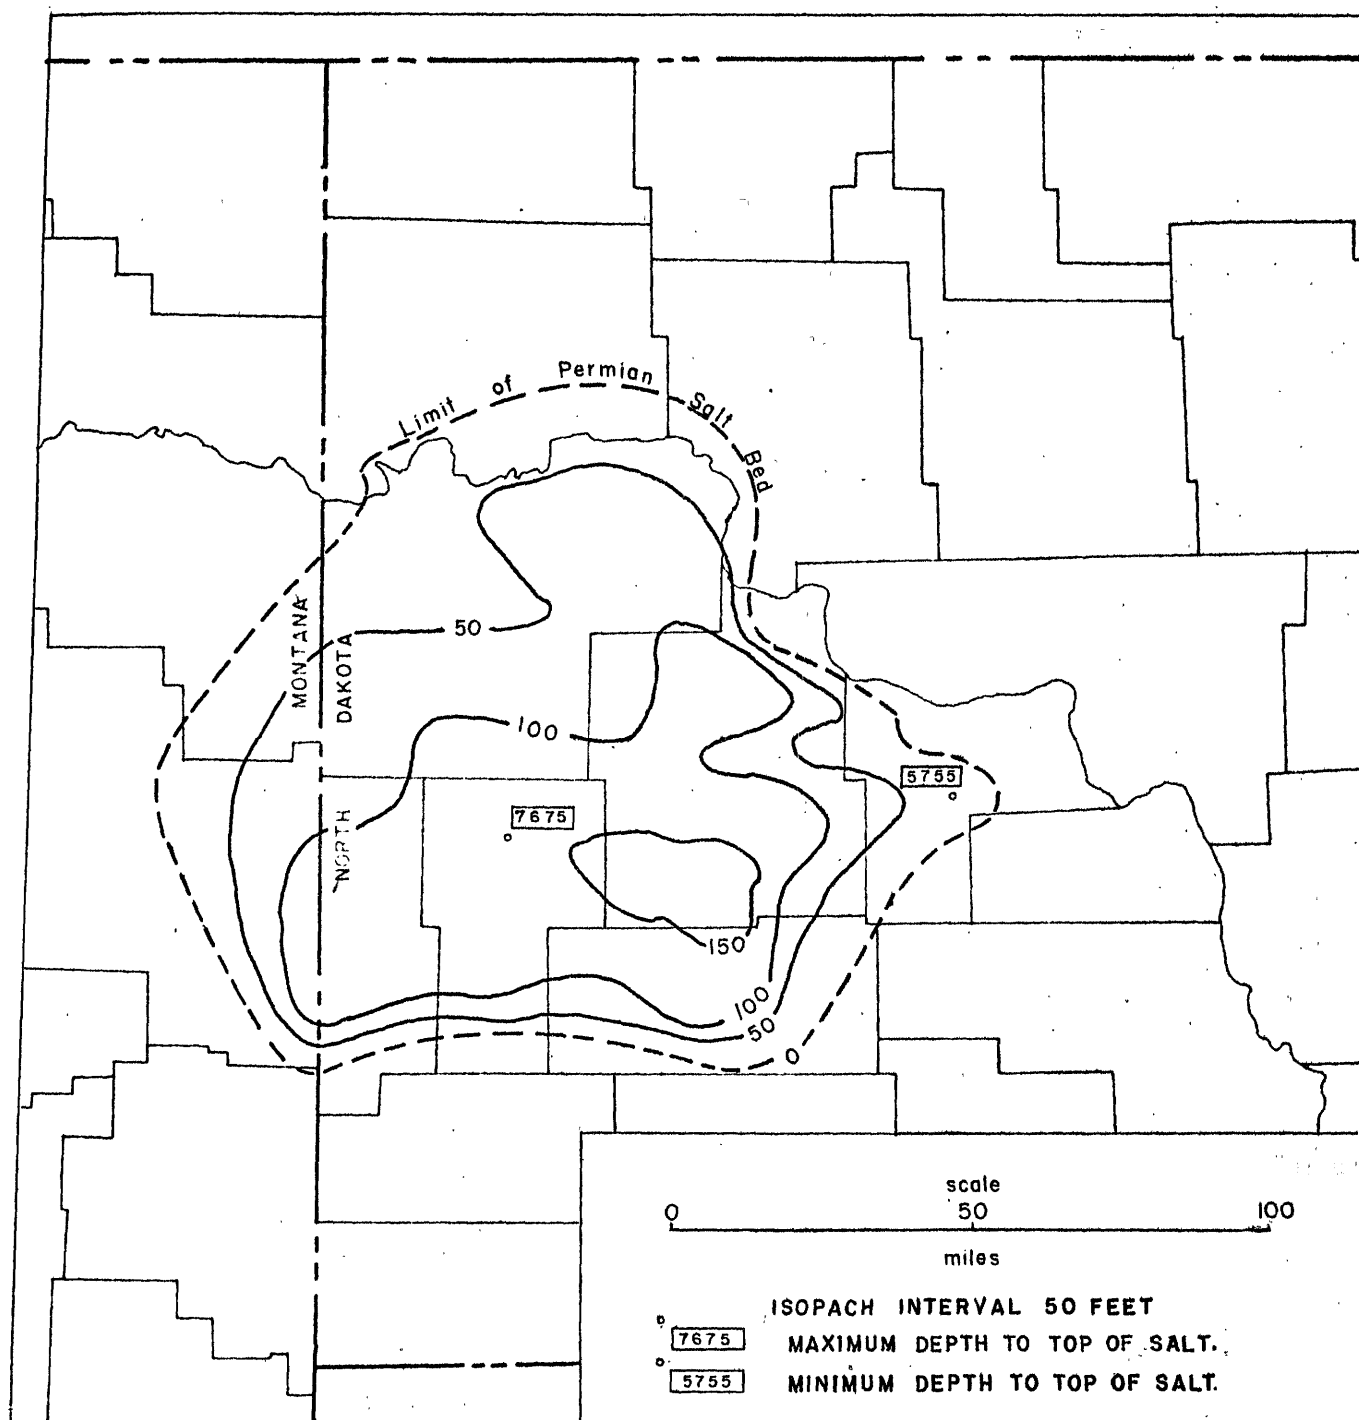 Limit of Permian Salt Bed
MONTANA
NORTH DAKOTA
50
100
7675
5755
150
100
50
0
scale
0 50 100
miles
ISOPACH INTERVAL 50 FEET
7675 MAXIMUM DEPTH TO TOP OF SALT.
5755 MINIMUM DEPTH TO TOP OF SALT.